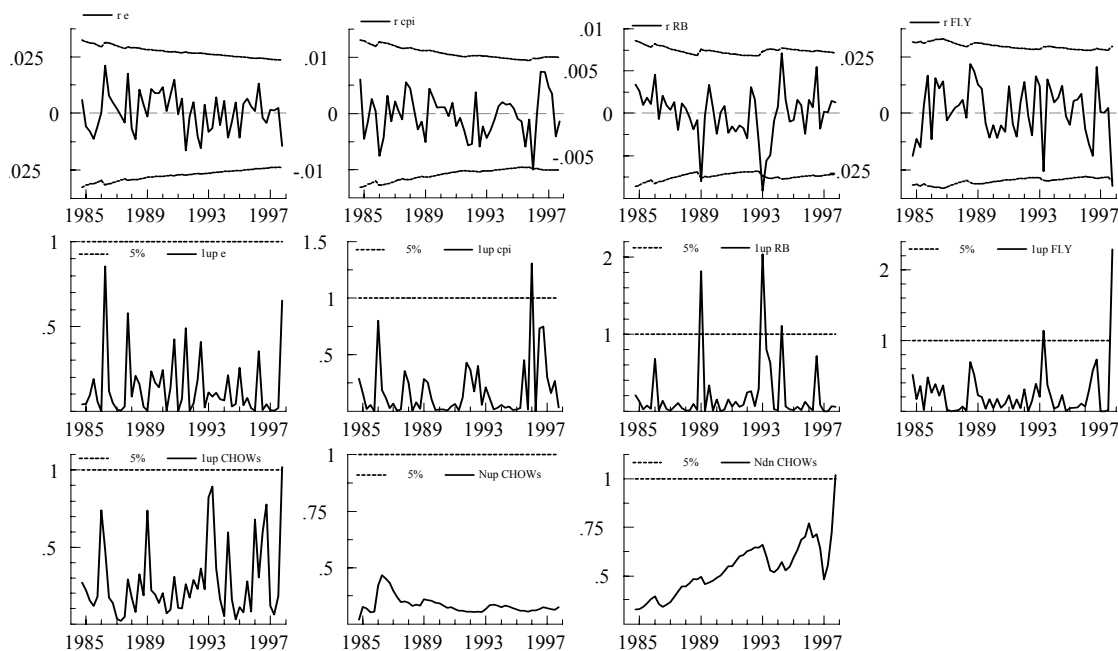 r e
.025
0
.025
1985 1989 1993 1997
r cpi
.01
0
-.01
1985 1989 1993 1997
r RB
.005
0
-.005
1985 1989 1993 1997
r FI.Y
.025
0
.025
1985 1989 1993 1997
1
5% 1up e
.5
1985 1989 1993 1997
1.5
5% 1up cpi
1
.5
1985 1989 1993 1997
5% 1up RB
2
1
1985 1989 1993 1997
5% 1up FI.Y
2
1
1985 1989 1993 1997
5% 1up CHOWs
1
.5
1985 1989 1993 1997
1
5% Nup CHOWs
.75
.5
1985 1989 1993 1997
5% Ndn CHOWs
1
.75
.5
1985 1989 1993 1997